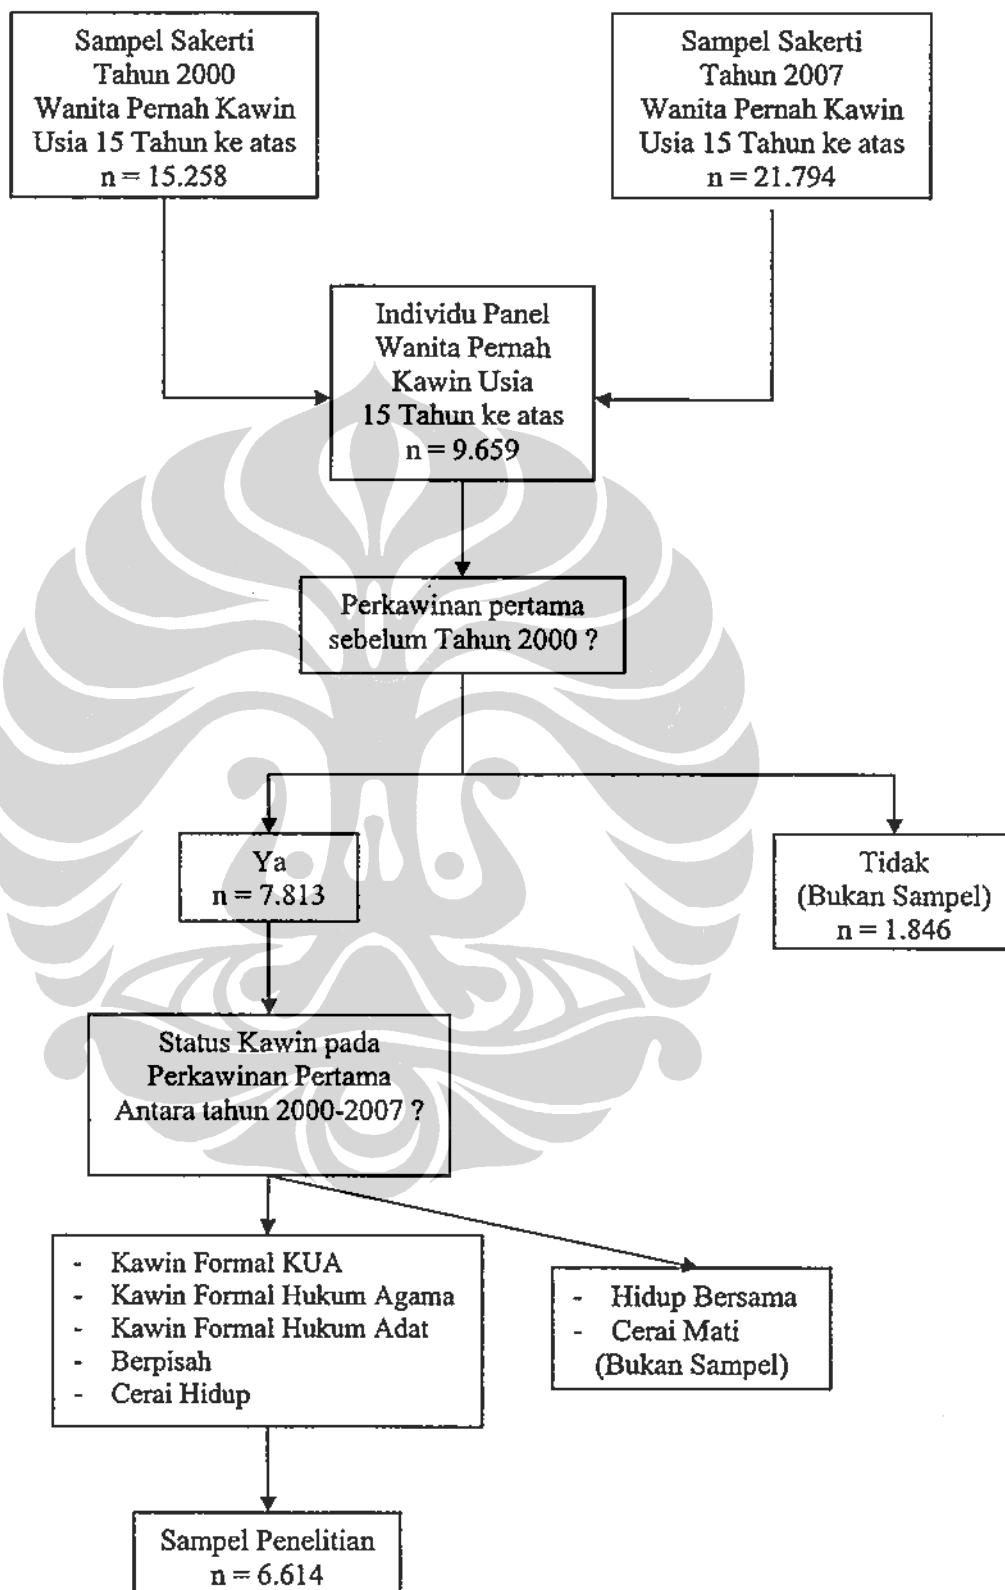 Sampel Sakerti
Tahun 2000
Wanita Pernah Kawin
Usia 15 Tahun ke atas
n = 15.258
Sampel Sakerti
Tahun 2007
Wanita Pernah Kawin
Usia 15 Tahun ke atas
n = 21.794
Individu Panel
Wanita Pernah
Kawin Usia
15 Tahun ke atas
n = 9.659
Perkawinan pertama
sebelum Tahun 2000 ?
Ya
n = 7.813
Tidak
(Bukan Sampel)
n = 1.846
Status Kawin pada
Perkawinan Pertama
Antara tahun 2000-2007 ?
- Kawin Formal KUA
- Kawin Formal Hukum Agama
- Kawin Formal Hukum Adat
- Berpisah
- Cerai Hidup
- Hidup Bersama
- Cerai Mati
(Bukan Sampel)
Sampel Penelitian
n = 6.614